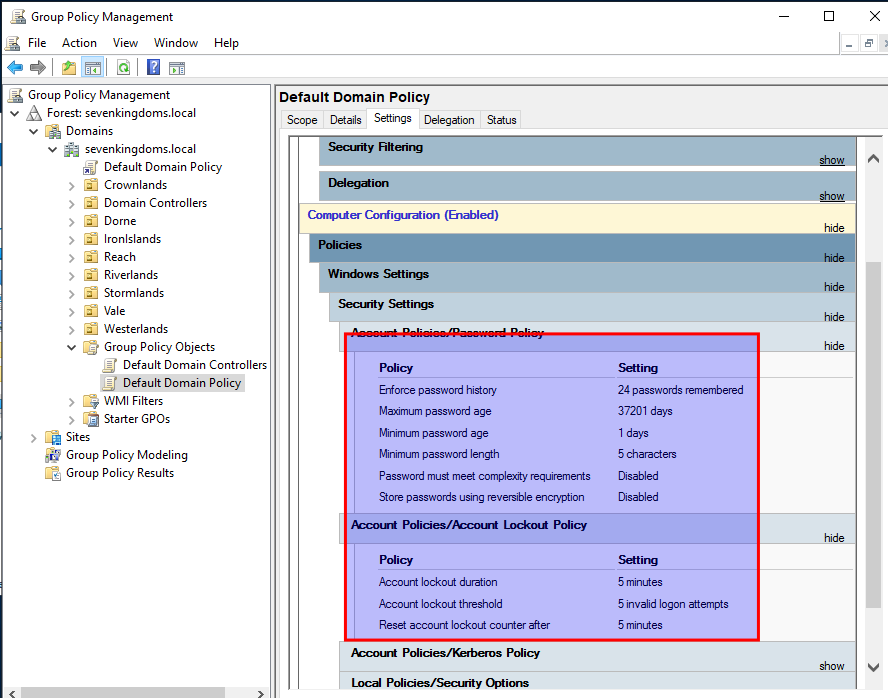 Group Policy Management
File Action View Window Help
Group Policy Management
Forest: sevenkingdoms.local
Domains
sevenkingdoms.local
Default Domain Policy
Crownlands
Domain Controllers
Dorne
IronIslands
Reach
Riverlands
Stormlands
Vale
Westerlands
Group Policy Objects
Default Domain Controllers
Default Domain Policy
WMI Filters
Starter GPOs
Sites
Group Policy Modeling
Group Policy Results
Default Domain Policy
Scope Details Settings Delegation Status
Security Filtering
show
Delegation
show
Computer Configuration (Enabled)
hide
Policies
hide
Windows Settings
hide
Security Settings
hide
Account Policies/Password Policy
hide
Policy Setting
Enforce password history 24 passwords remembered
Maximum password age 37201 days
Minimum password age 1 days
Minimum password length 5 characters
Password must meet complexity requirements Disabled
Store passwords using reversible encryption Disabled
Account Policies/Account Lockout Policy
hide
Policy Setting
Account lockout duration 5 minutes
Account lockout threshold 5 invalid logon attempts
Reset account lockout counter after 5 minutes
Account Policies/Kerberos Policy
show
Local Policies/Security Options